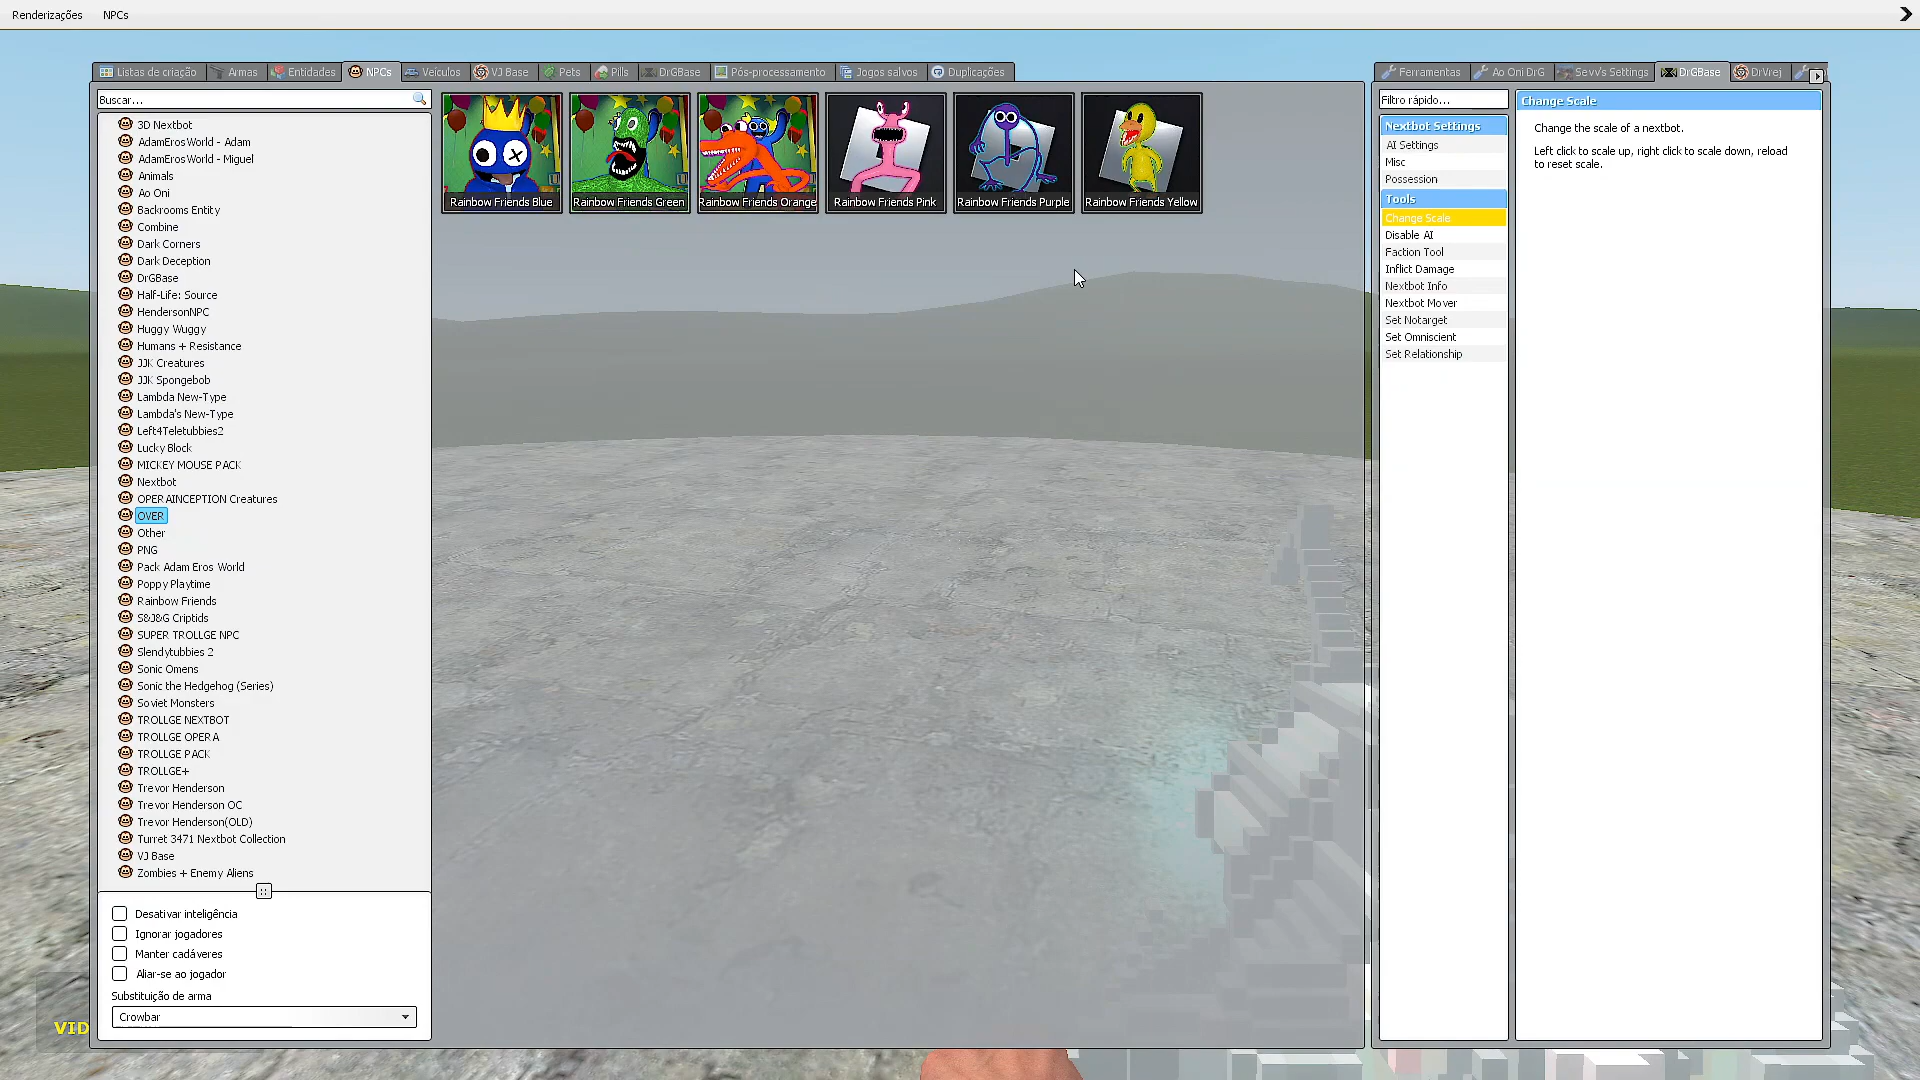 Renderizações NPCs
Listas de criação Armas Entidades NPCs Veículos VJ Base Pets Pills DrGBase Pós-processamento Jogos salvos Duplicações
Buscar...
3D Nextbot
AdamErosWorld - Adam
AdamErosWorld - Miguel
Animals
Ao Oni
Backrooms Entity
Combine
Dark Corners
Dark Deception
DrGBase
Half-Life: Source
HendersonNPC
Huggy Wuggy
Humans + Resistance
JJK Creatures
JJK Spongebob
Lambda New-Type
Lambda's New-Type
Left4Teletubbies2
Lucky Block
MICKEY MOUSE PACK
Nextbot
OPERAINCEPTION Creatures
OVER
Other
PNG
Pack Adam Eros World
Poppy Playtime
Rainbow Friends
S&J&G Criptids
SUPER TROLLGE NPC
Slendytubbies 2
Sonic Omens
Sonic the Hedgehog (Series)
Soviet Monsters
TROLLGE NEXTBOT
TROLLGE OPERA
TROLLGE PACK
TROLLGE+
Trevor Henderson
Trevor Henderson OC
Trevor Henderson(OLD)
Turret 3471 Nextbot Collection
VJ Base
Zombies + Enemy Aliens
Desativar inteligência
Ignorar jogadores
Manter cadáveres
Aliar-se ao jogador
Substituição de arma
Crowbar
VID
Rainbow Friends Blue Rainbow Friends Green Rainbow Friends Orange Rainbow Friends Pink Rainbow Friends Purple Rainbow Friends Yellow
Ferramentas Ao Oni DrG Sevv's Settings DrGBase DrVrej
Filtro rápido...
Nextbot Settings
AI Settings
Misc
Possession
Tools
Change Scale
Disable AI
Faction Tool
Inflict Damage
Nextbot Info
Nextbot Mover
Set Notarget
Set Omniscient
Set Relationship
Change Scale
Change the scale of a nextbot.
Left click to scale up, right click to scale down, reload
to reset scale.